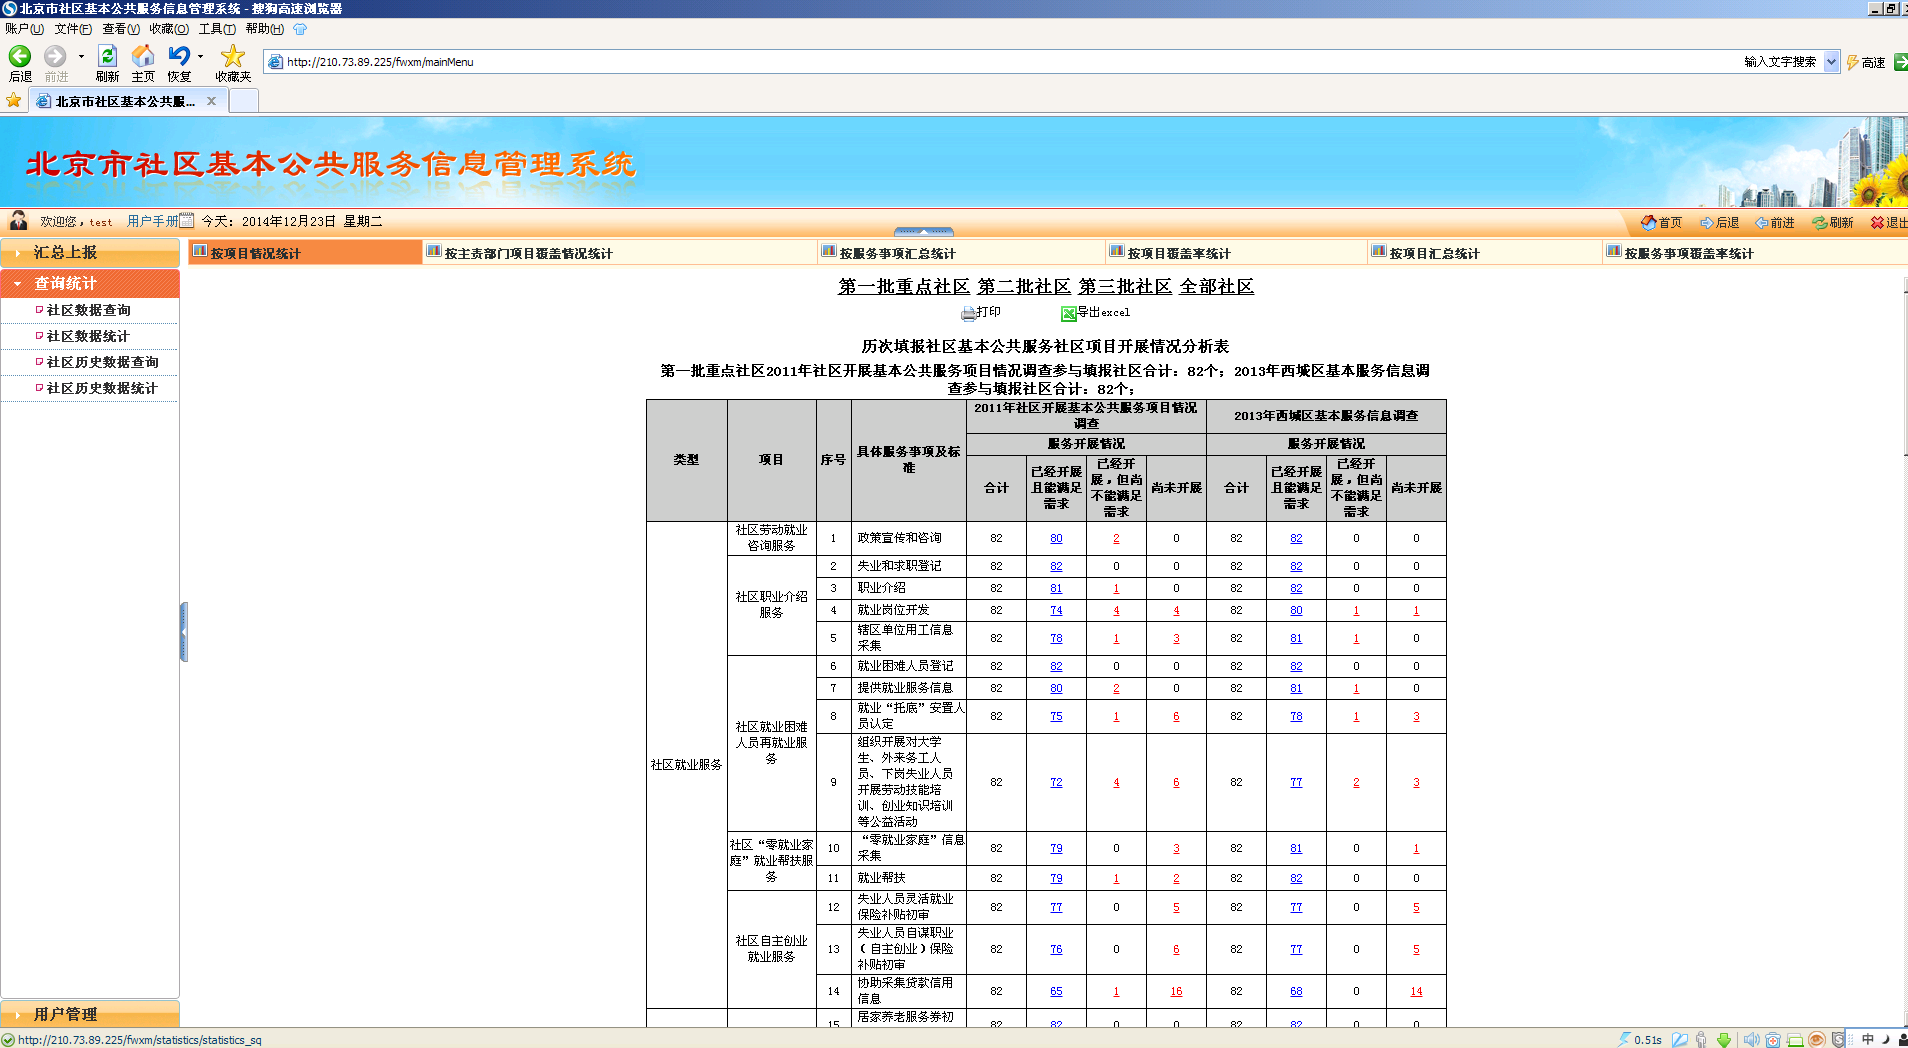 北京市社区基本公共服务信息管理系统 - 搜狗高速浏览器
账户(U) 文件(F) 查看(V) 收藏(O) 工具(T) 帮助(H)
后退 前进 刷新 主页 恢复 收藏夹 http://210.73.89.225/fwxm/mainMenu 输入文字搜索 高速
北京市社区基本公共服... x
北京市社区基本公共服务信息管理系统
欢迎您，test 用户手册 今天：2014年12月23日 星期二 首页 后退 前进 刷新 退出
汇总上报
查询统计
社区数据查询
社区数据统计
社区历史数据查询
社区历史数据统计
用户管理
按项目情况统计 按主责部门项目覆盖情况统计 按服务事项汇总统计 按项目覆盖率统计 按项目汇总统计 按服务事项覆盖率统计
第一批重点社区 第二批社区 第三批社区 全部社区
打印 导出excel
历次填报社区基本公共服务社区项目开展情况分析表
第一批重点社区2011年社区开展基本公共服务项目情况调查参与填报社区合计：82个；2013年西城区基本服务信息调
查参与填报社区合计：82个；
类型 项目 序号 具体服务事项及标准 2011年社区开展基本公共服务项目情况调查 2013年西城区基本服务信息调查
服务开展情况 服务开展情况
合计 已经开展且能满足需求 已经开展，但尚不能满足需求 尚未开展 合计 已经开展且能满足需求 已经开展，但尚不能满足需求 尚未开展
社区就业服务 社区劳动就业咨询服务 1 政策宣传和咨询 82 80 2 0 82 82 0 0
社区职业介绍服务 2 失业和求职登记 82 82 0 0 82 82 0 0
3 职业介绍 82 81 1 0 82 82 0 0
4 就业岗位开发 82 74 4 4 82 80 1 1
5 辖区单位用工信息采集 82 78 1 3 82 81 1 0
社区就业困难人员再就业服务 6 就业困难人员登记 82 82 0 0 82 82 0 0
7 提供就业服务信息 82 80 2 0 82 81 1 0
8 就业“托底”安置人员认定 82 75 1 6 82 78 1 3
9 组织开展对大学生、外来务工人员、下岗失业人员开展劳动技能培训、创业知识培训等公益活动 82 72 4 6 82 77 2 3
社区“零就业家庭”就业帮扶服务 10 “零就业家庭”信息采集 82 79 0 3 82 81 0 1
11 就业帮扶 82 79 1 2 82 82 0 0
社区自主创业就业服务 12 失业人员灵活就业保险补贴初审 82 77 0 5 82 77 0 5
13 失业人员自谋职业（自主创业）保险补贴初审 82 76 0 6 82 77 0 5
14 协助采集贷款信用信息 82 65 1 16 82 68 0 14
15 居家养老服务券初 82 82 0 0 82 82 0 0
http://210.73.89.225/fwxm/statistics/statistics_sq 0.51s 中